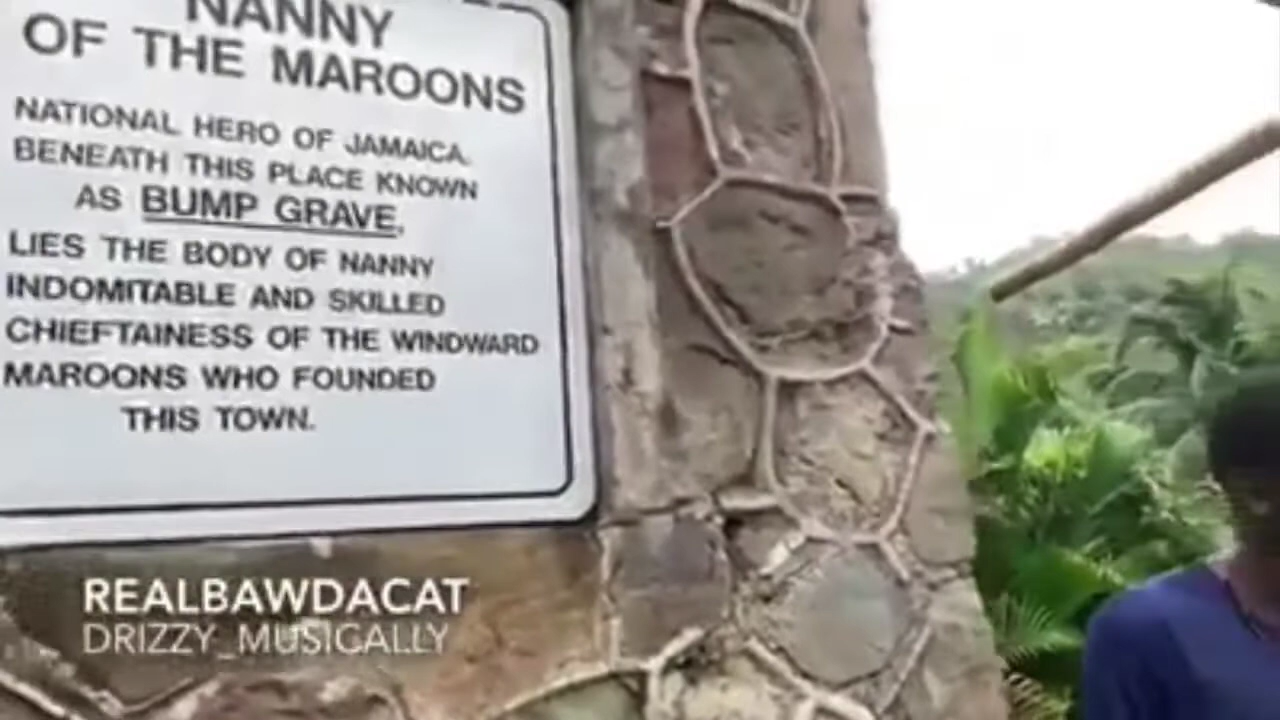 NANNY
OF THE MAROONS
NATIONAL HERO OF JAMAICA.
BENEATH THIS PLACE KNOWN
AS BUMP GRAVE,
LIES THE BODY OF NANNY
INDOMITABLE AND SKILLED
CHIEFTAINESS OF THE WINDWARD
MAROONS WHO FOUNDED
THIS TOWN.
REALBAWDACAT
DRIZZY_MUSICALLY